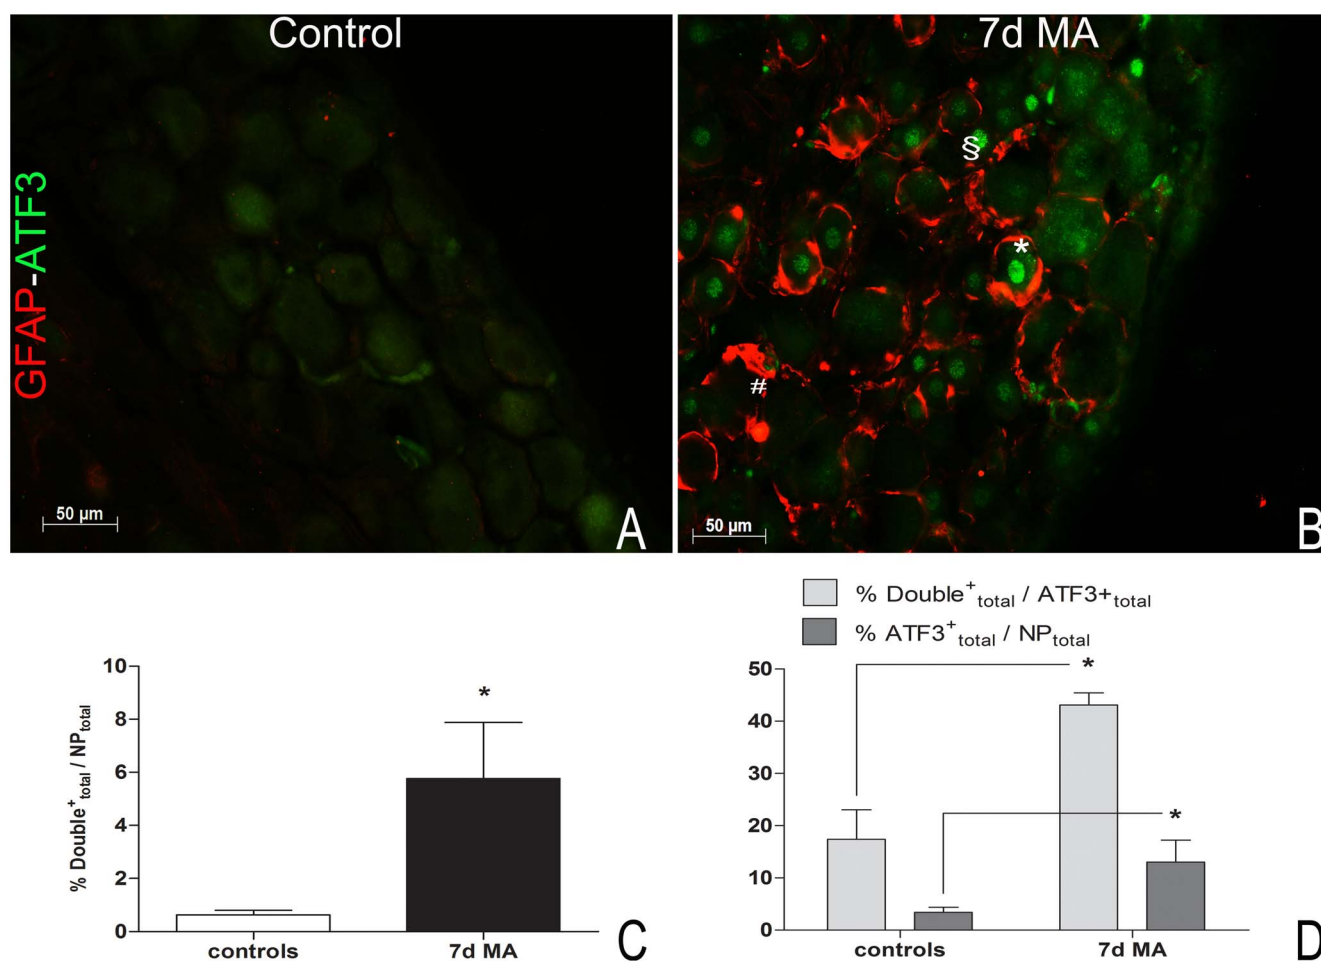 Control
7d MA
GFAP-ATF3
§
*
#
50 µm
A
50 µm
B
% Double⁺total / ATF3+total
% ATF3⁺total / NPtotal
% Double⁺total / NPtotal
10
8
6
4
2
0
*
controls
7d MA
C
50
40
30
20
10
0
*
*
controls
7d MA
D